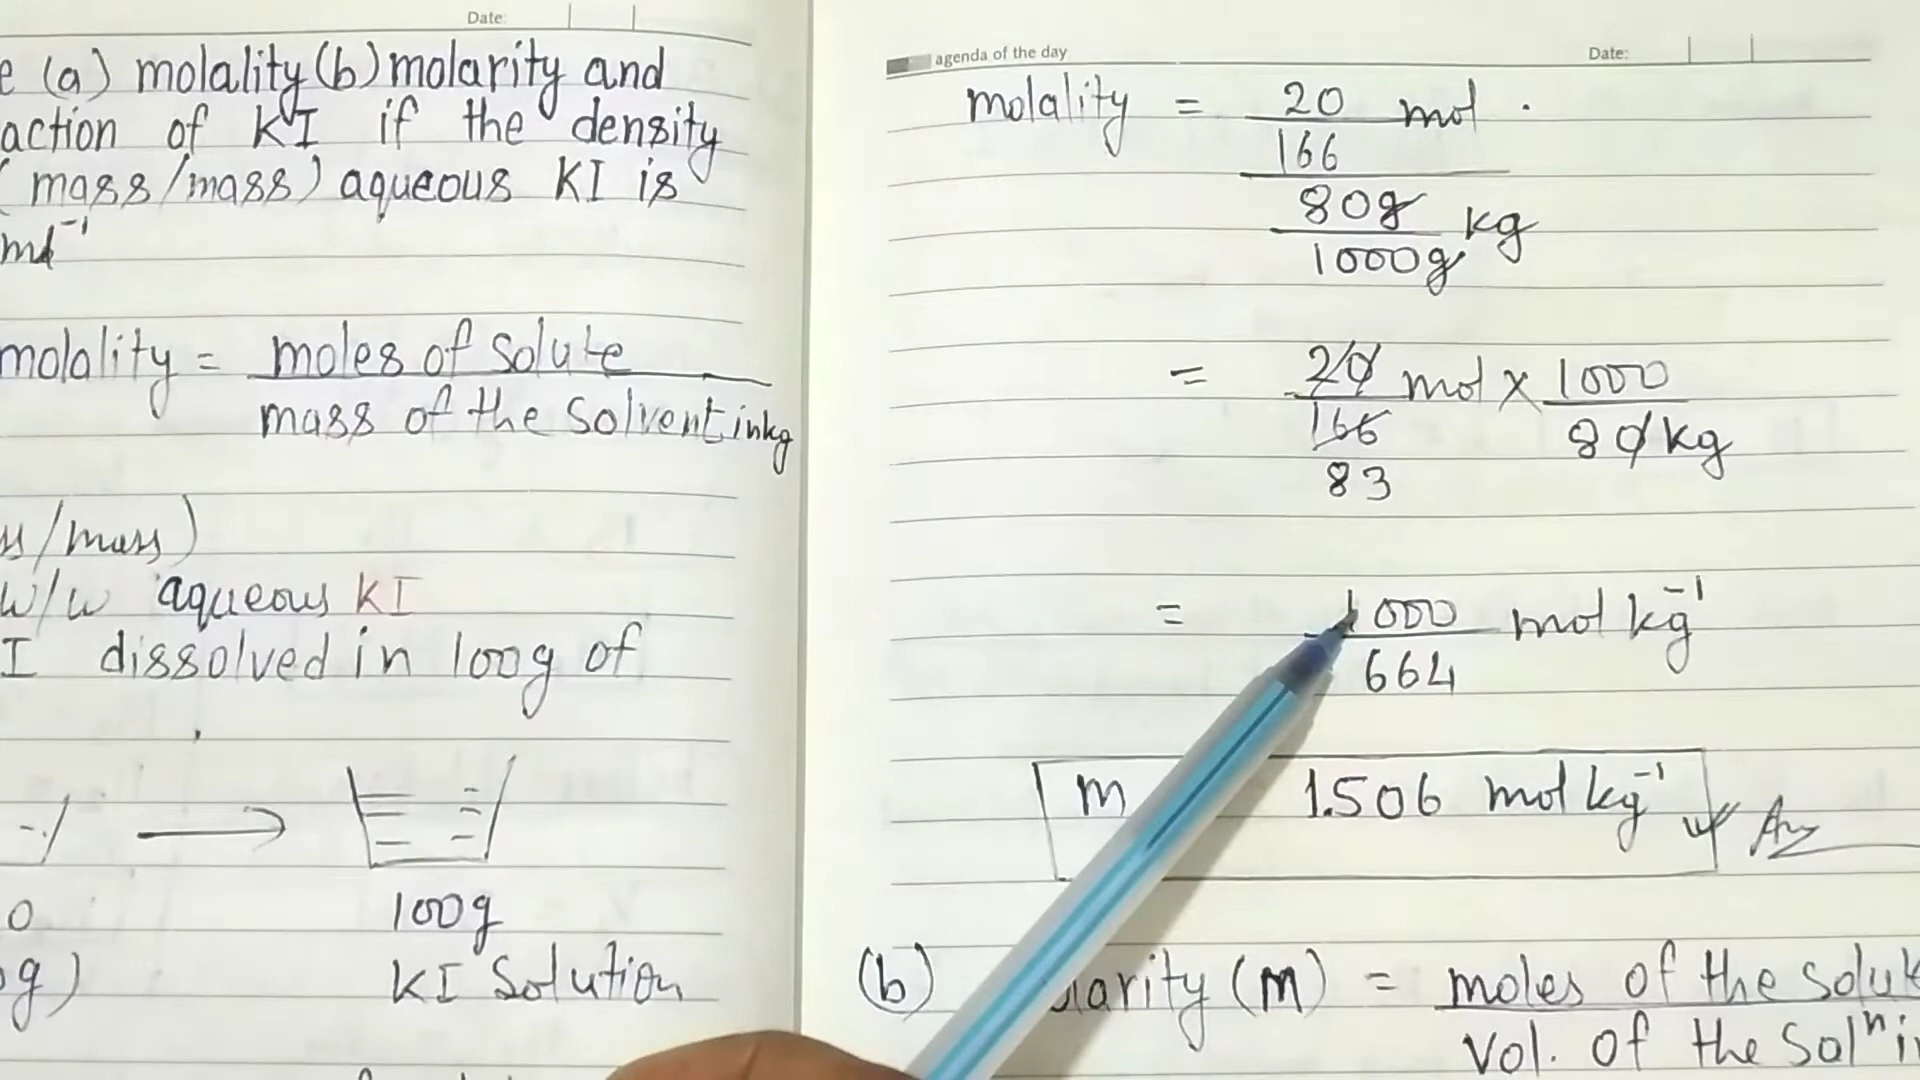 Date:
e (a) molality (b) molarity and
action of KI if the density
(mass/mass) aqueous KI is
ml⁻¹
molality = moles of solute
mass of the solvent in kg
/mass)
w/w aqueous KI
I dissolved in 100g of
0
100g
g)
KI Solution
agenda of the day
Date:
molality = 20 mol .
166
80g kg
1000g
= 20 mol x 1000
166 80 kg
83
= 1000 mol kg⁻¹
664
m 1.506 mol kg⁻¹ Ans
(b) larity (m) = moles of the solut
Vol. of the Solⁿ i